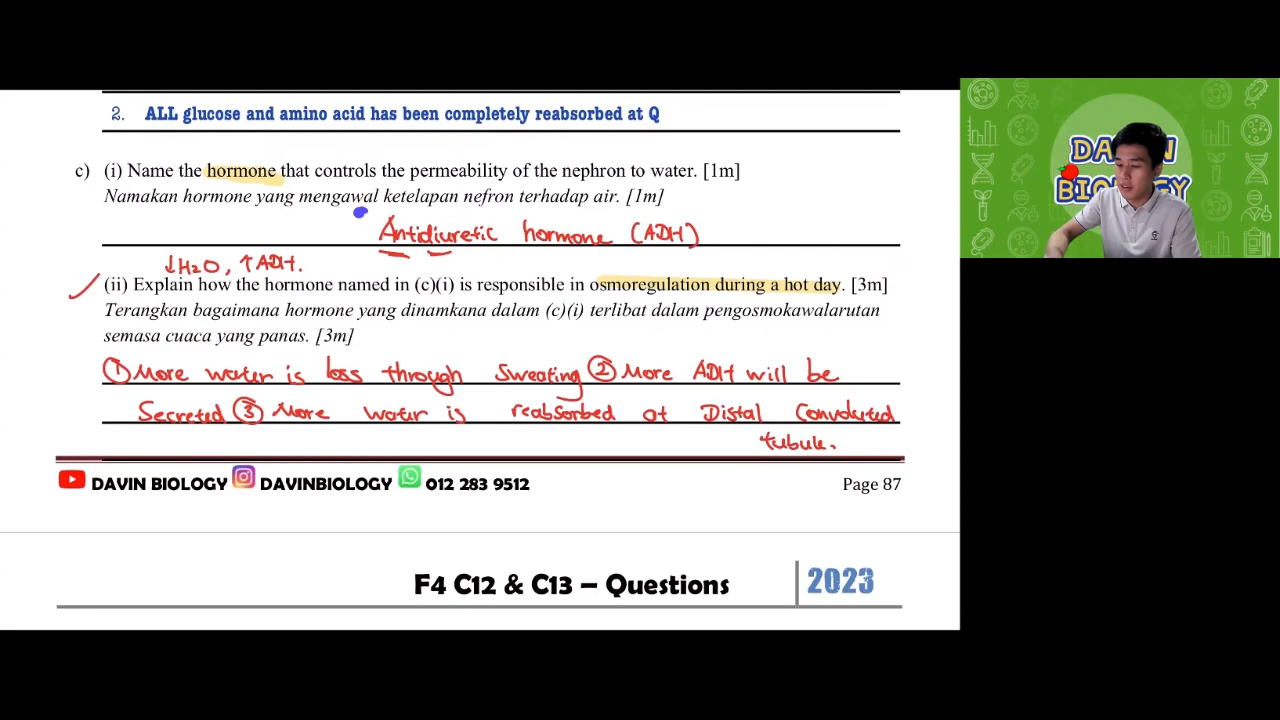 2. ALL glucose and amino acid has been completely reabsorbed at Q
c) (i) Name the hormone that controls the permeability of the nephron to water. [1m]
Namakan hormone yang mengawal ketelapan nefron terhadap air. [1m]
Antidiuretic hormone (ADH)
↓H2O, ↑ADH.
(ii) Explain how the hormone named in (c)(i) is responsible in osmoregulation during a hot day. [3m]
Terangkan bagaimana hormone yang dinamkana dalam (c)(i) terlibat dalam pengosmokawalarutan
semasa cuaca yang panas. [3m]
① More water is loss through sweating ② More ADH will be
secreted ③ More water is reabsorbed at Distal Convoluted
tubule.
DAVIN BIOLOGY DAVINBIOLOGY 012 283 9512 Page 87
F4 C12 & C13 – Questions 2023
BIOLOGY